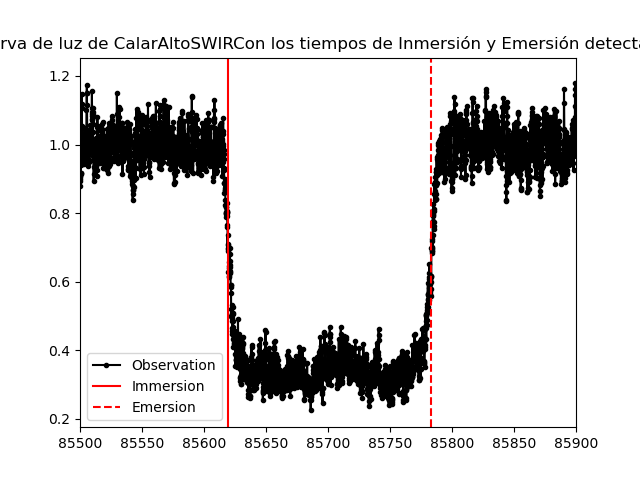 rva de luz de CalarAltoSWIRCon los tiempos de Inmersión y Emersión detecta
1.2
1.0
0.8
0.6
0.4
0.2
Observation
Immersion
Emersion
85500 85550 85600 85650 85700 85750 85800 85850 85900